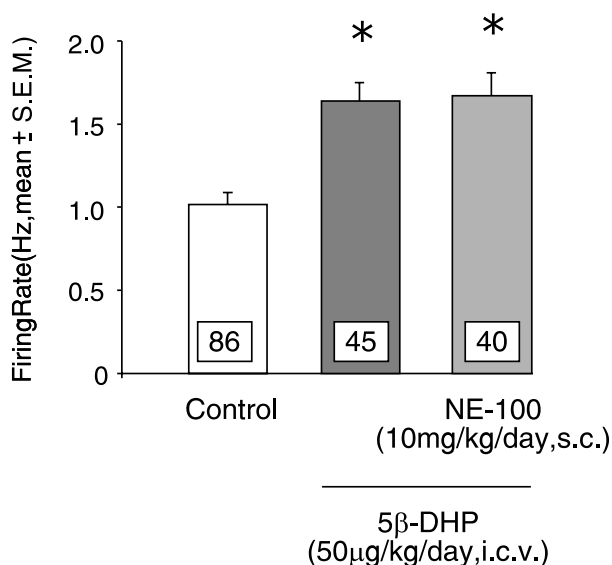 FiringRate(Hz,mean ± S.E.M.)
2.0
1.5
1.0
0.5
0
* *
86 45 40
Control NE-100
(10mg/kg/day,s.c.)
5β-DHP
(50µg/kg/day,i.c.v.)